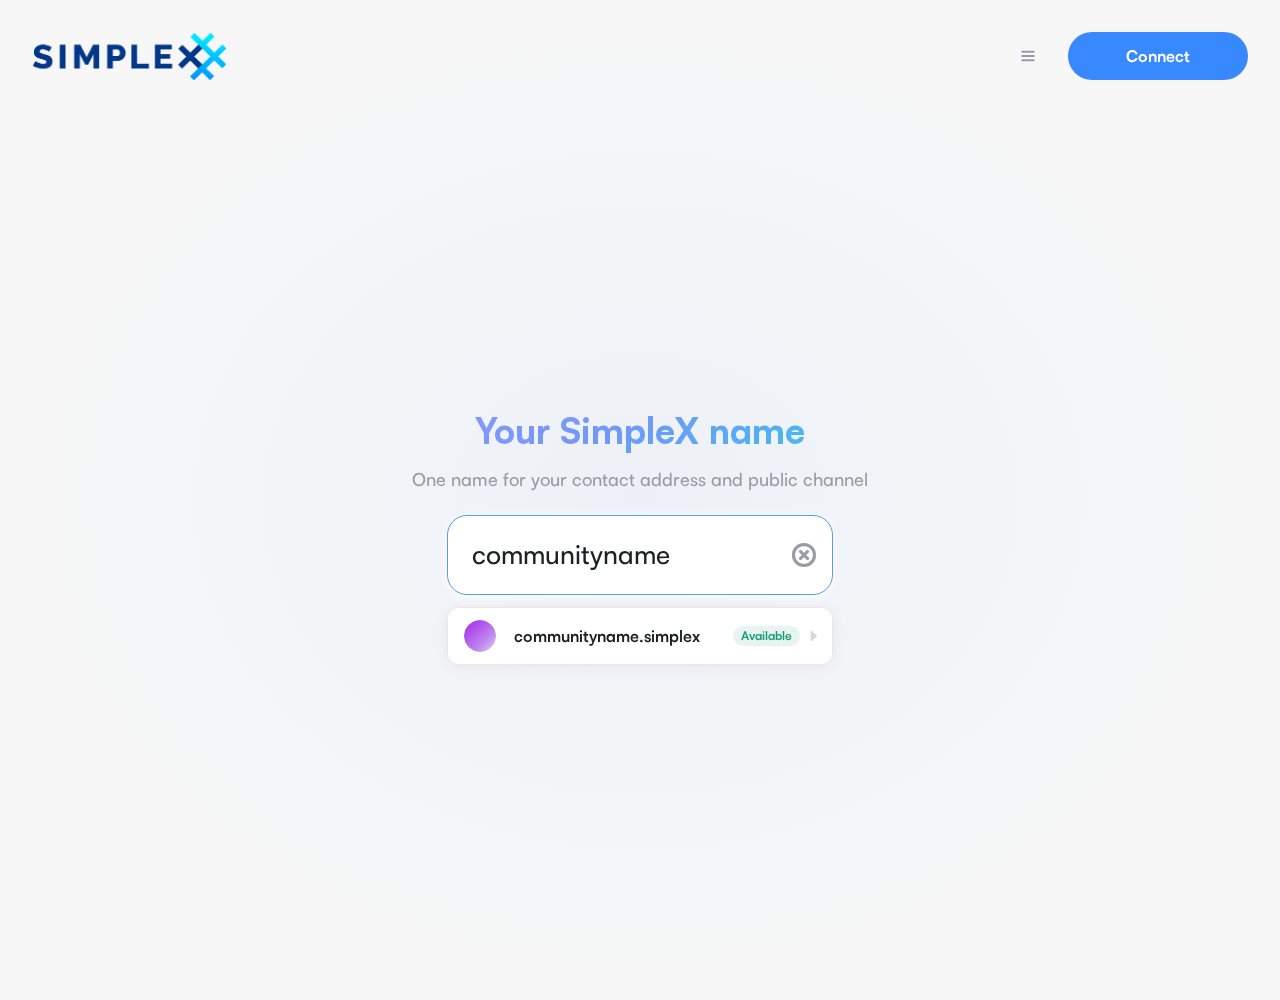 SIMPLEX
Connect
Your SimpleX name
One name for your contact address and public channel
communityname
communityname.simplex
Available